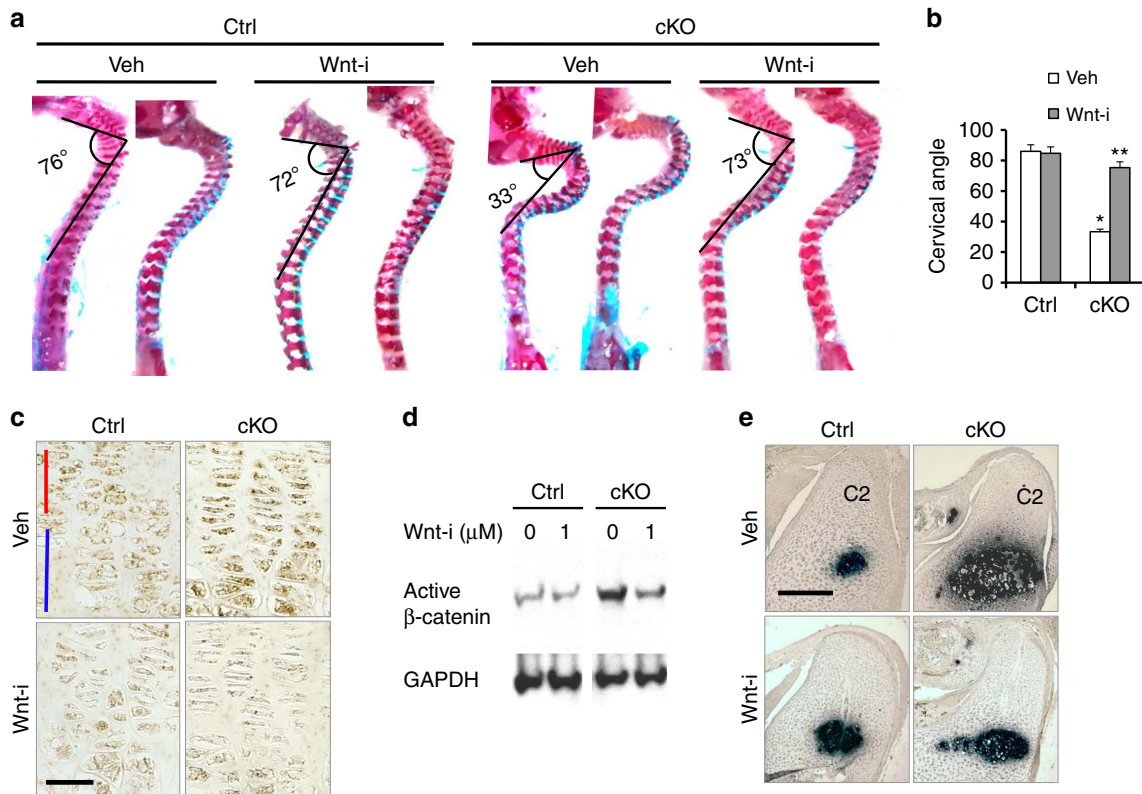 a
Ctrl cKO
Veh Wnt-i Veh Wnt-i
76° 72° 33° 73°
b
Veh
Wnt-i
Cervical angle
100
80
60
40
20
0
* **
Ctrl cKO
c
Ctrl cKO
Veh
Wnt-i
d
Ctrl cKO
Wnt-i (μM) 0 1 0 1
Active
β-catenin
GAPDH
e
Ctrl cKO
Veh
C2 C2
Wnt-i